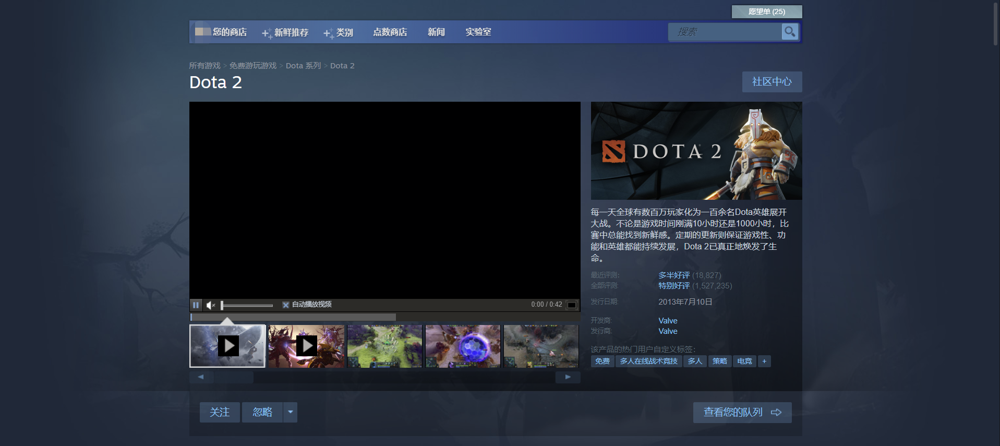 愿望单 (25)
您的商店 新鲜推荐 类别 点数商店 新闻 实验室 搜索
所有游戏 > 免费游玩游戏 > Dota 系列 > Dota 2
Dota 2
社区中心
DOTA 2
每一天全球有数百万玩家化为一百余名Dota英雄展开
大战。不论是游戏时间刚满10小时还是1000小时，比
赛中总能找到新鲜感。定期的更新则保证游戏性、功
能和英雄都能持续发展，Dota 2已真正地焕发了生
命。
最近评测: 多半好评 (18,827)
全部评测: 特别好评 (1,527,235)
发行日期: 2013年7月10日
开发商: Valve
发行商: Valve
该产品的热门用户自定义标签：
免费 多人在线战术竞技 多人 策略 电竞 +
自动播放视频 0:00 / 0:42
关注 忽略 查看您的队列